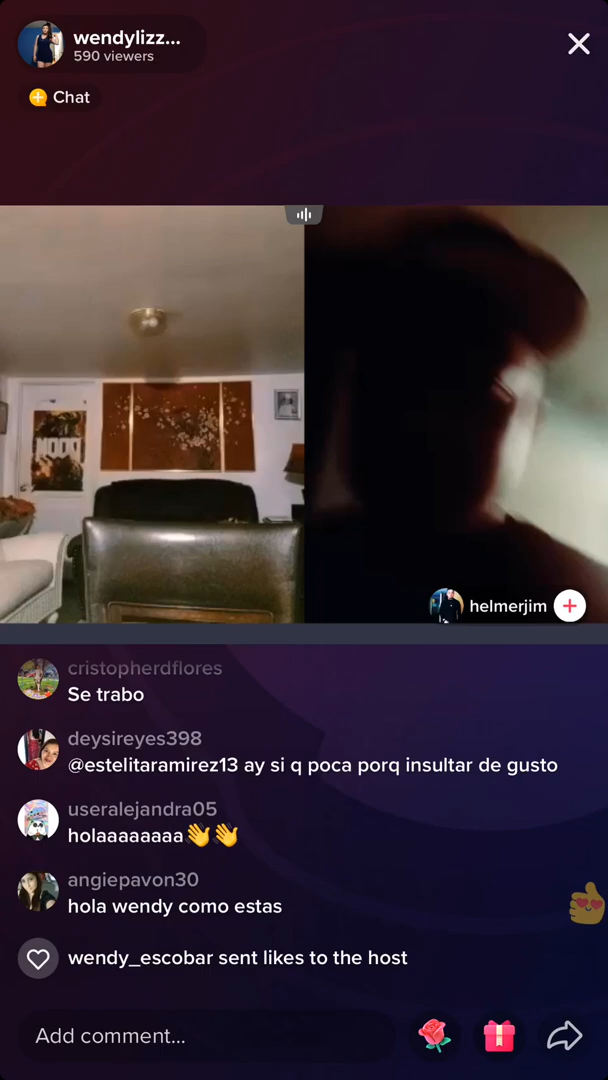 wendylizz...
590 viewers
Chat
helmerjim
cristopherdflores
Se trabo
deysireyes398
@estelitaramirez13 ay si q poca porq insultar de gusto
useralejandra05
holaaaaaaaa👋👋
angiepavon30
hola wendy como estas
wendy_escobar sent likes to the host
Add comment...